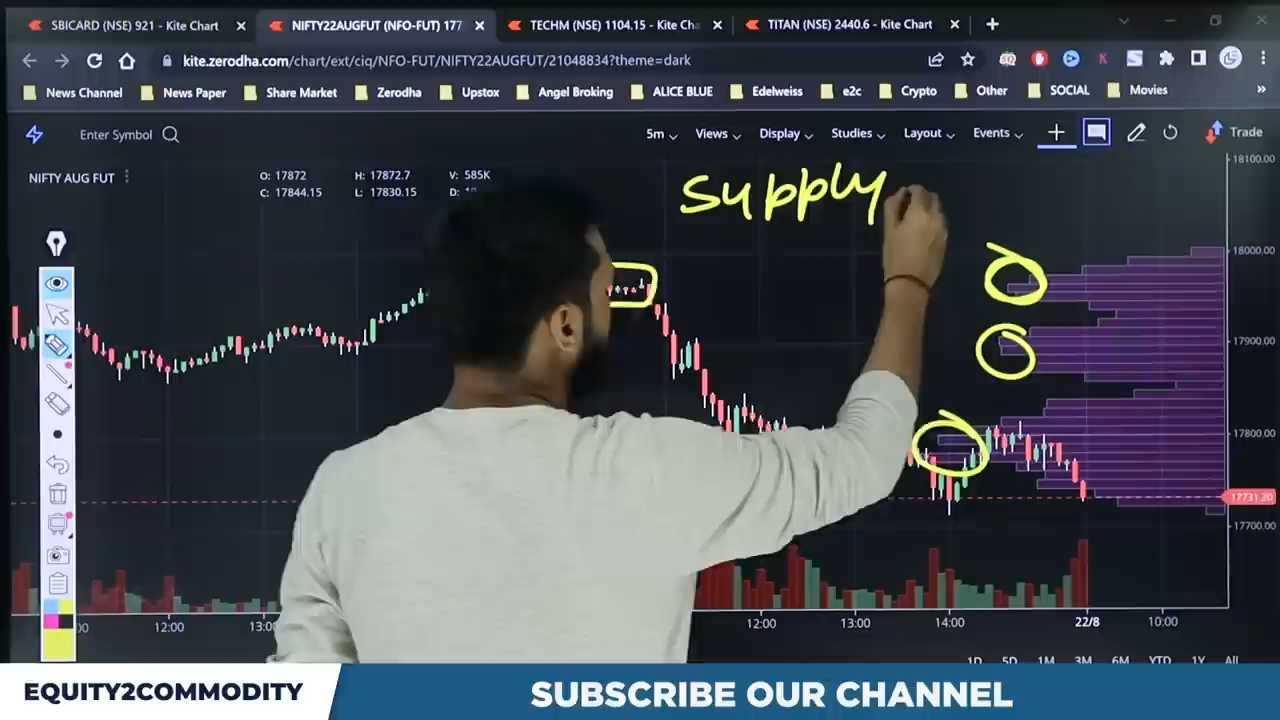 SBICARD (NSE) 921 - Kite Chart
NIFTY22AUGFUT (NFO-FUT) 177
TECHM (NSE) 1104.15 - Kite Cha
TITAN (NSE) 2440.6 - Kite Chart
kite.zerodha.com/chart/ext/ciq/NFO-FUT/NIFTY22AUGFUT/21048834?theme=dark
News Channel News Paper Share Market Zerodha Upstox Angel Broking ALICE BLUE Edelweiss e2c Crypto Other SOCIAL Movies »
Enter Symbol 5m Views Display Studies Layout Events Trade
NIFTY AUG FUT
O: 17872 H: 17872.7 V: 585K
C: 17844.15 L: 17830.15 D:
Supply
18100.00
18000.00
17900.00
17800.00
17731.20
17700.00
12:00 13:00 12:00 13:00 14:00 22/8 10:00
1D 5D 1M 3M 6M YTD 1Y All
EQUITY2COMMODITY
SUBSCRIBE OUR CHANNEL